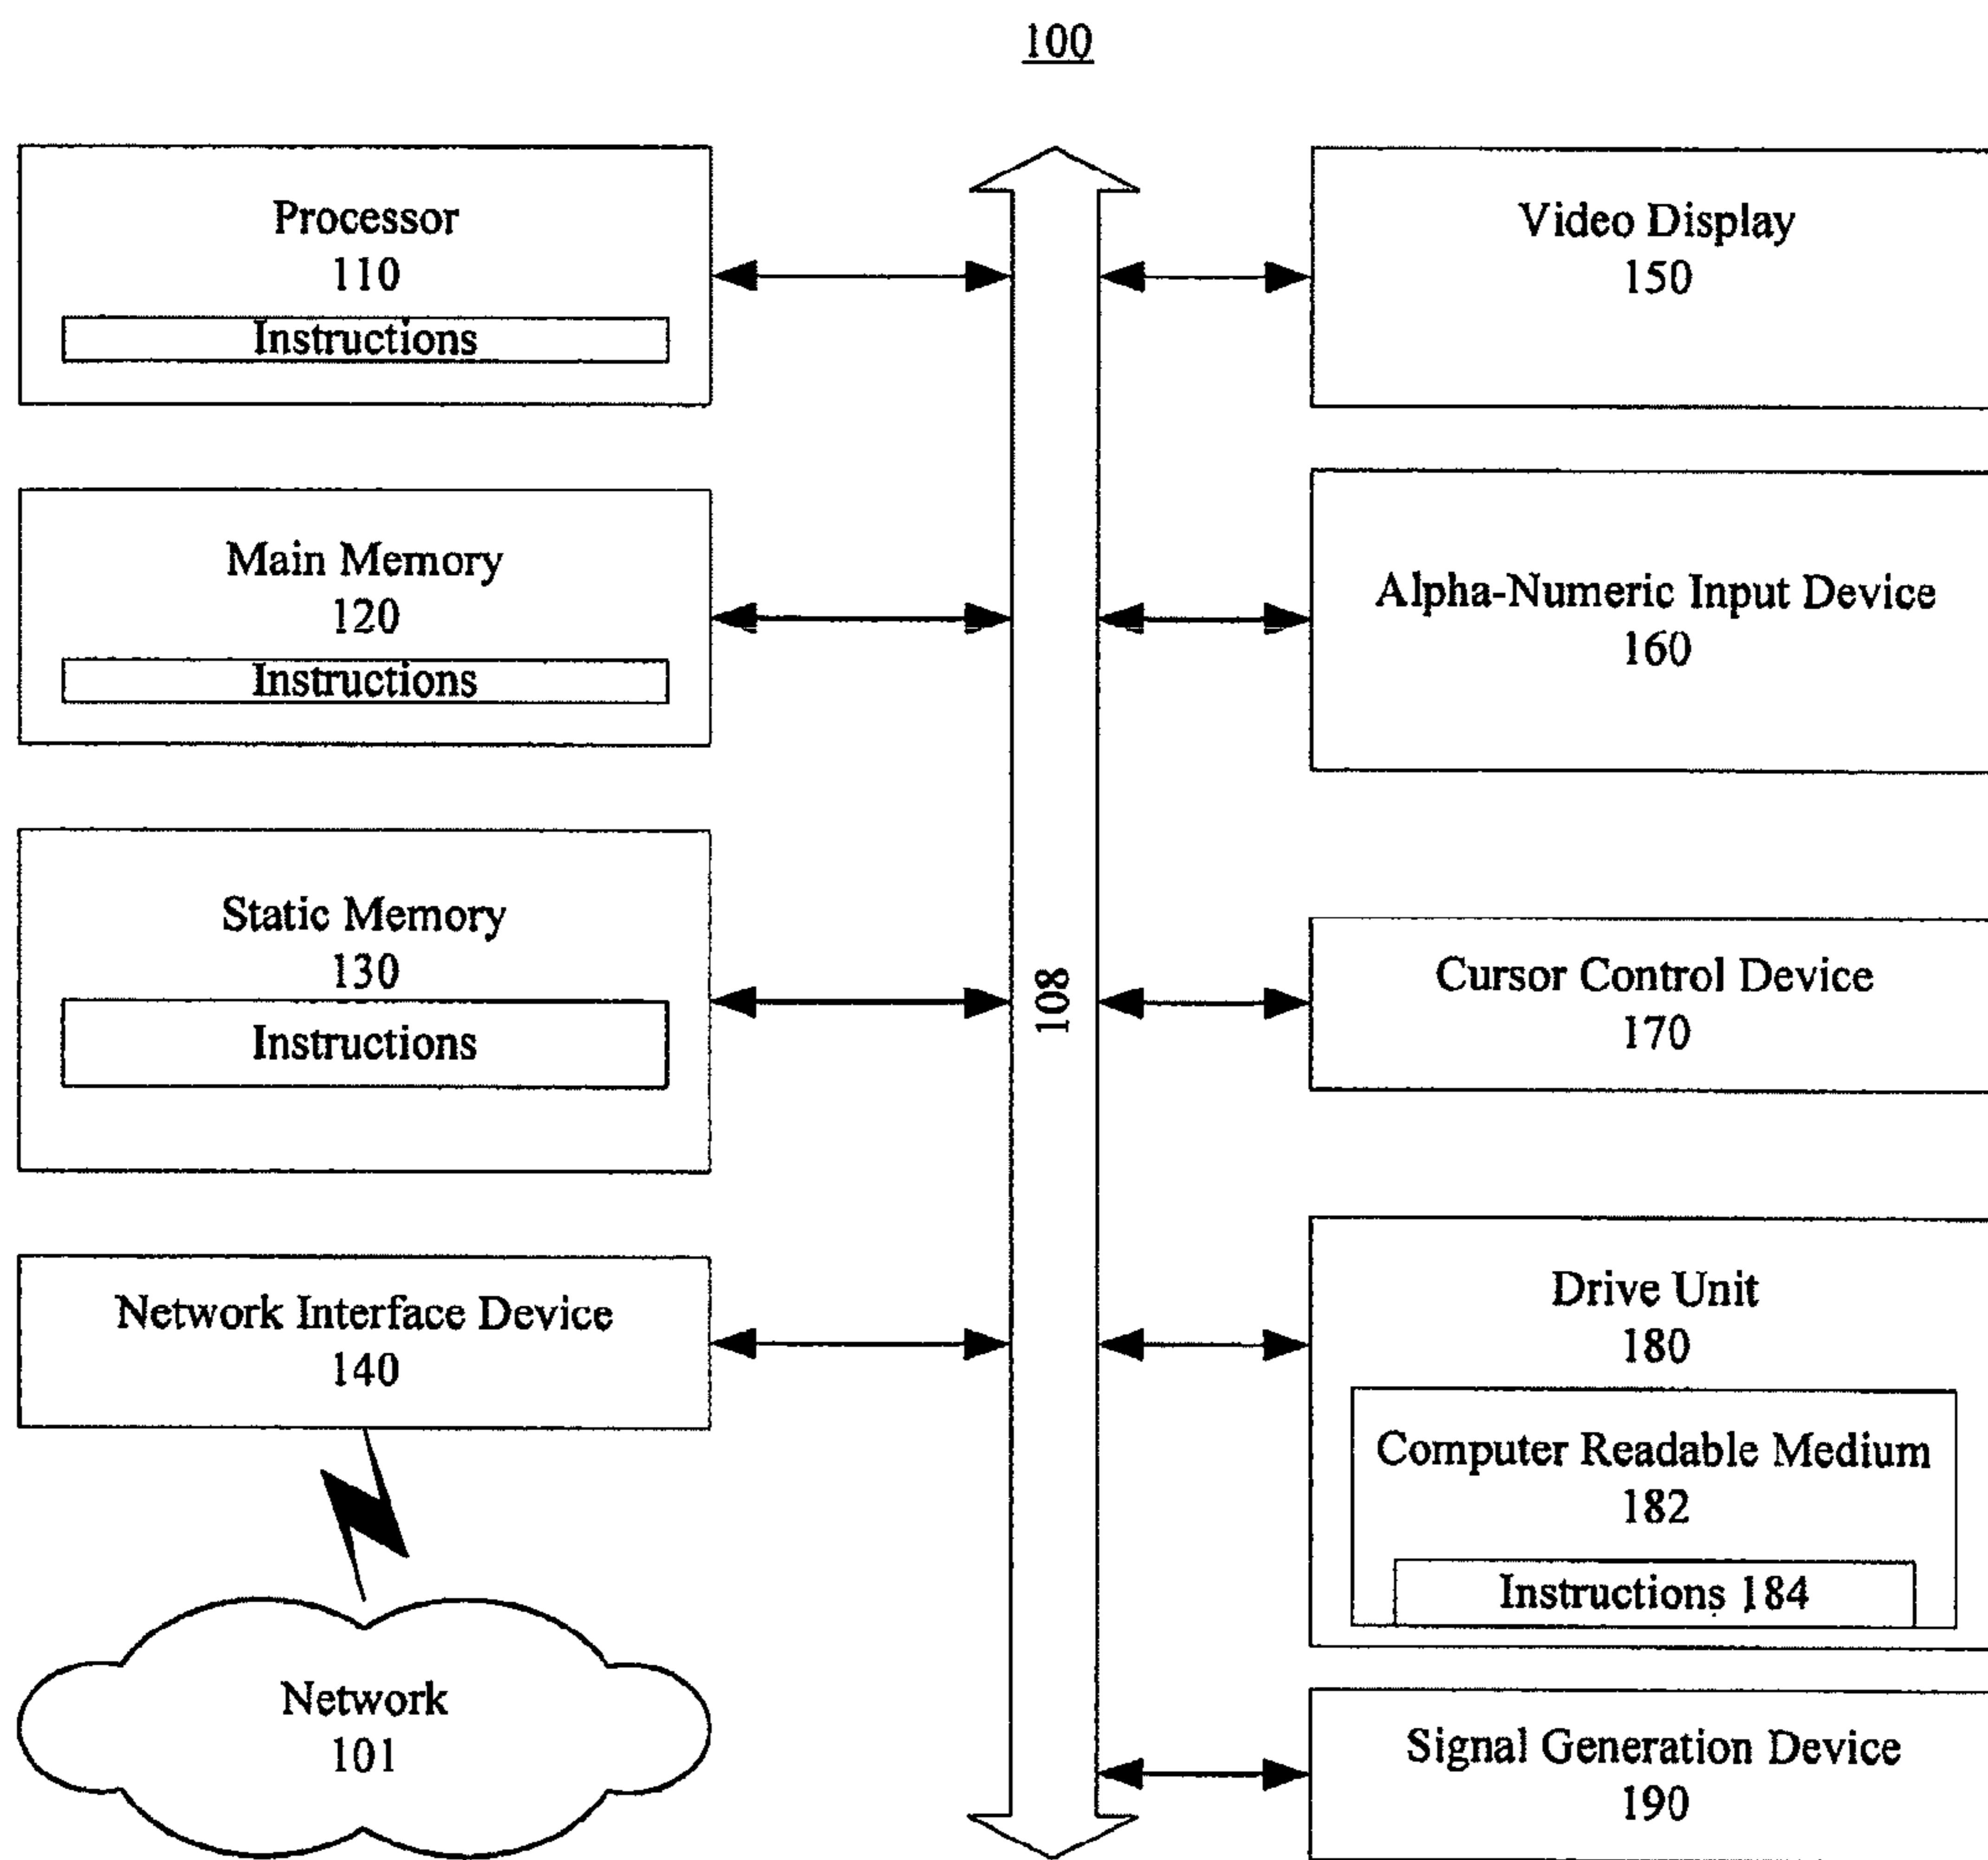 100
Processor
110
Instructions
Main Memory
120
Instructions
Static Memory
130
Instructions
Network Interface Device
140
Network
101
108
Video Display
150
Alpha-Numeric Input Device
160
Cursor Control Device
170
Drive Unit
180
Computer Readable Medium
182
Instructions 184
Signal Generation Device
190